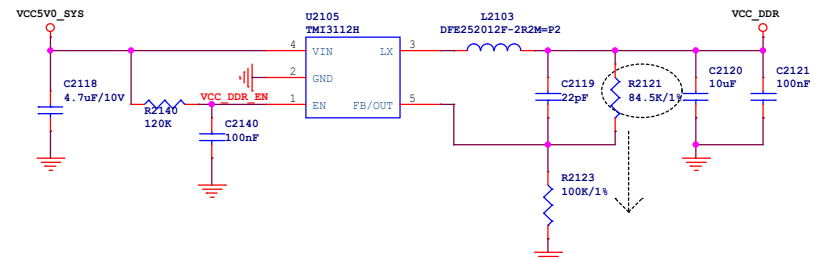 VCC5V0_SYS
U2105
TMI3112H
L2103
DFE252012F-2R2M=P2
VCC_DDR
4
VIN
LX
3
2
GND
1
EN
FB/OUT
5
C2118
4.7uF/10V
VCC_DDR_EN
R2140
120K
C2140
100nF
C2119
22pF
R2121
84.5K/1%
C2120
10uF
C2121
100nF
R2123
100K/1%